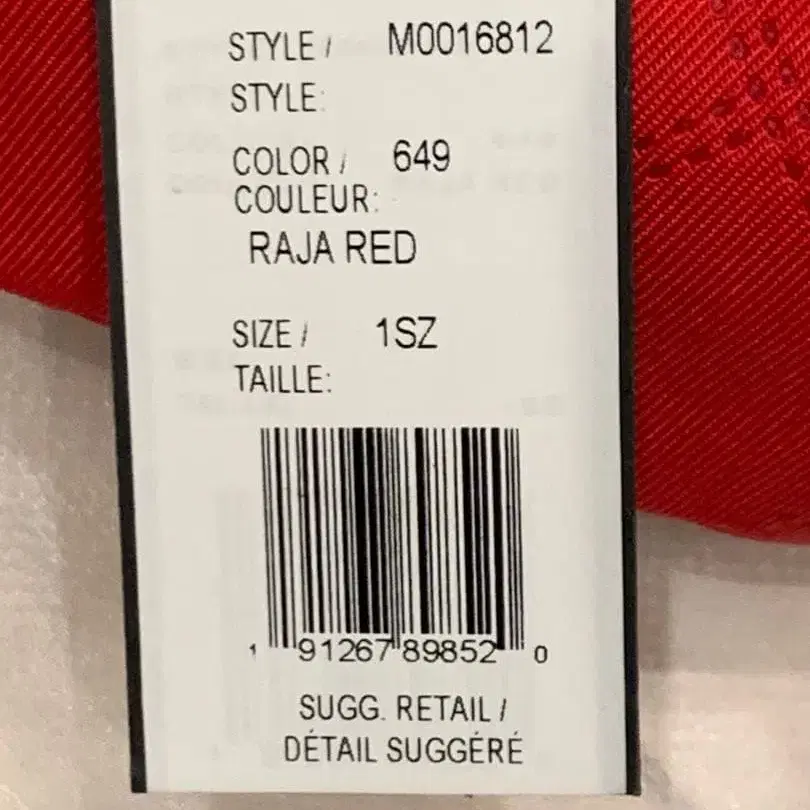 STYLE / M0016812
STYLE:
COLOR / 649
COULEUR:
RAJA RED
SIZE / 1SZ
TAILLE:
1 91267 89852 0
SUGG. RETAIL /
DÉTAIL SUGGÉRÉ